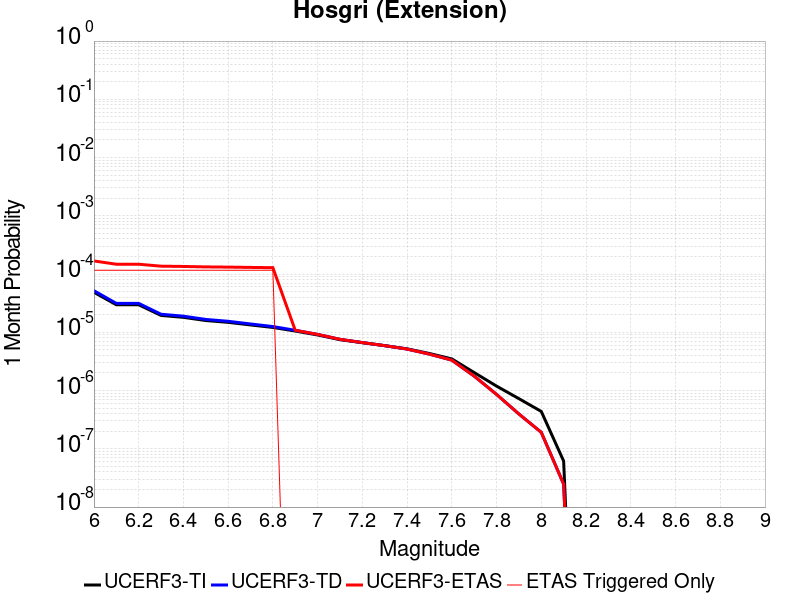 Hosgri (Extension)
10^0
10^-1
10^-2
10^-3
10^-4
10^-5
10^-6
10^-7
10^-8
1 Month Probability
6 6.2 6.4 6.6 6.8 7 7.2 7.4 7.6 7.8 8 8.2 8.4 8.6 8.8 9
Magnitude
UCERF3-TI UCERF3-TD UCERF3-ETAS ETAS Triggered Only